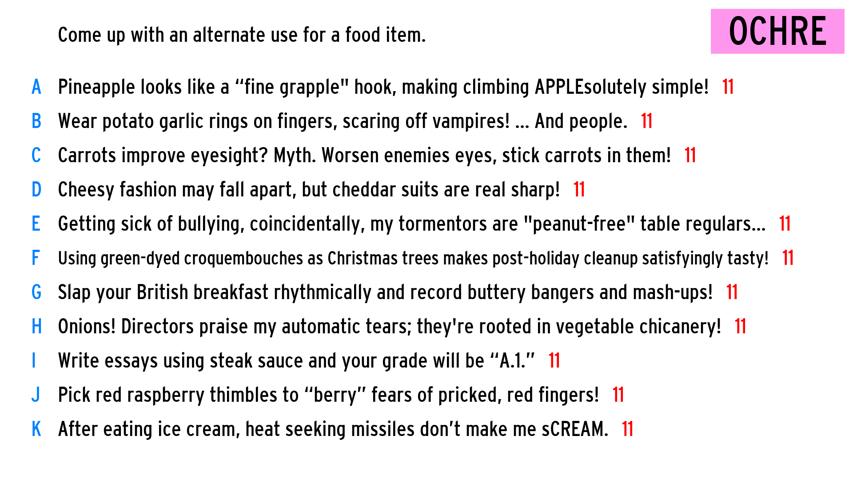 Come up with an alternate use for a food item.
OCHRE
A Pineapple looks like a “fine grapple" hook, making climbing APPLEsolutely simple! 11
B Wear potato garlic rings on fingers, scaring off vampires! ... And people. 11
C Carrots improve eyesight? Myth. Worsen enemies eyes, stick carrots in them! 11
D Cheesy fashion may fall apart, but cheddar suits are real sharp! 11
E Getting sick of bullying, coincidentally, my tormentors are "peanut-free" table regulars... 11
F Using green-dyed croquembouches as Christmas trees makes post-holiday cleanup satisfyingly tasty! 11
G Slap your British breakfast rhythmically and record buttery bangers and mash-ups! 11
H Onions! Directors praise my automatic tears; they're rooted in vegetable chicanery! 11
I Write essays using steak sauce and your grade will be “A.1.” 11
J Pick red raspberry thimbles to “berry” fears of pricked, red fingers! 11
K After eating ice cream, heat seeking missiles don’t make me sCREAM. 11